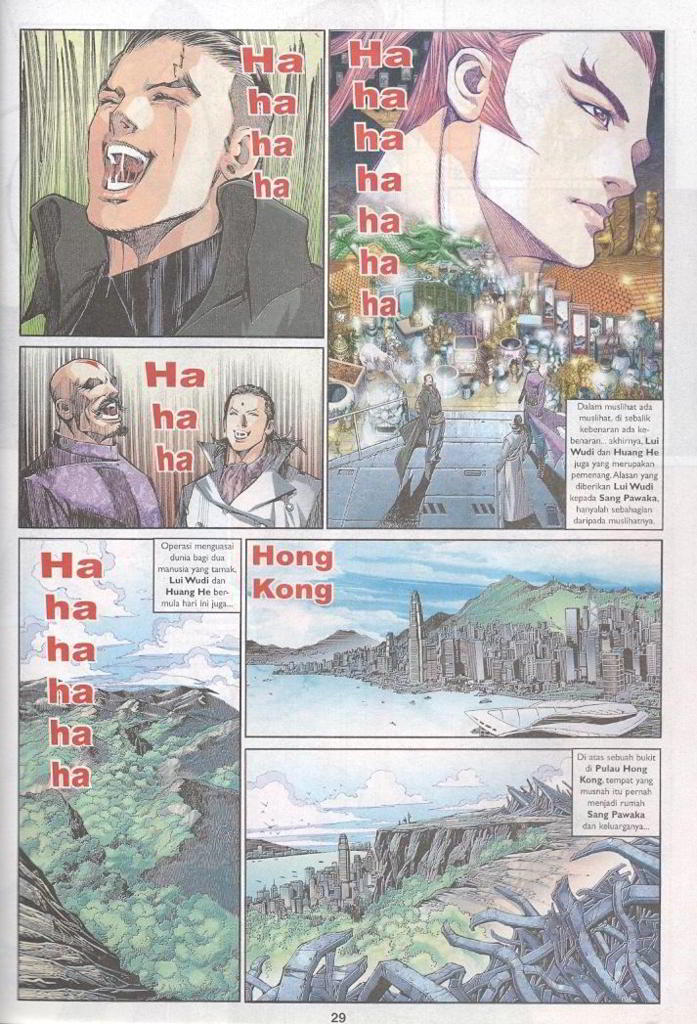 Ha
ha
ha
ha
Ha
ha
ha
ha
ha
ha
ha
Dalam muslihat ada
muslihat, di sebalik
kebenaran ada ke-
benaran... akhirnya, Lui
Wudi dan Huang He
juga yang merupakan
pemenang. Alasan yang
diberikan Lui Wudi
kepada Sang Pawaka,
hanyalah sebahagian
daripada muslihatnya.
Ha
ha
ha
Ha
ha
ha
ha
ha
ha
Operasi menguasai
dunia bagi dua
manusia yang tamak,
Lui Wudi dan
Huang He ber-
mula hari ini juga...
Hong
Kong
Di atas sebuah bukit
di Pulau Hong
Kong, tempat yang
musnah itu pernah
menjadi rumah
Sang Pawaka
dan keluarganya...
29